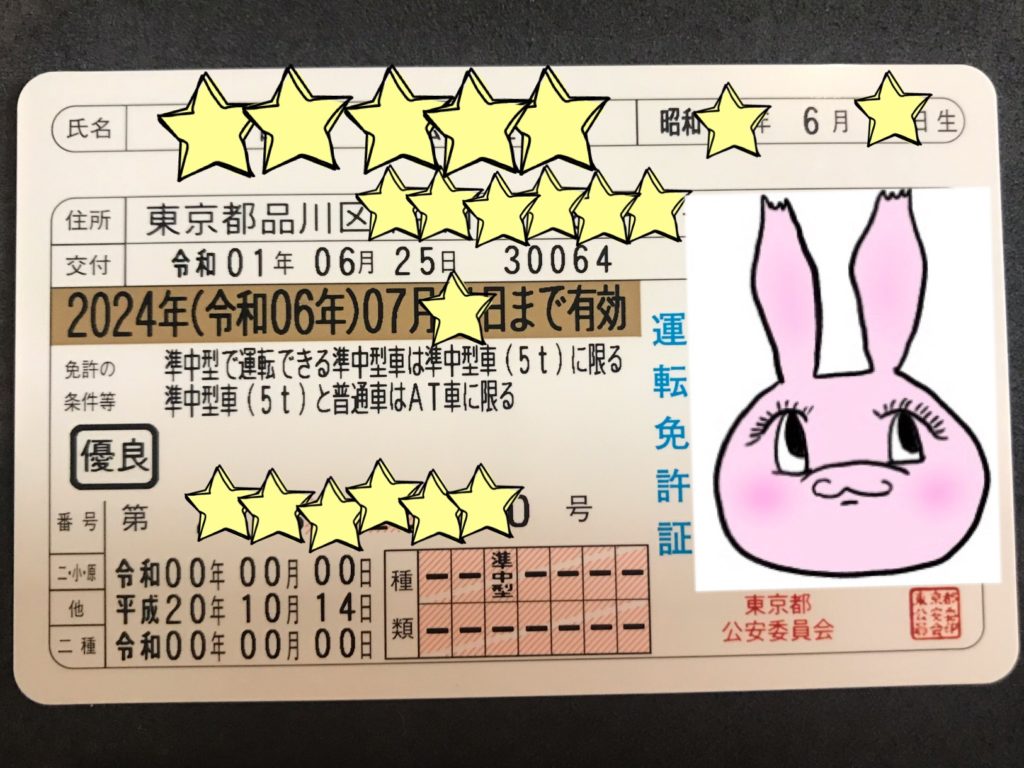 氏名 昭和 年 6月 日生
住所 東京都品川区
交付 令和01年 06月 25日 30064
2024年(令和06年)07月 日まで有効
免許の
条件等
準中型で運転できる準中型車は準中型車(5t)に限る
準中型車(5t)と普通車はAT車に限る
優良
番号 第 0 号
二・小・原 令和00年 00月 00日
他 平成20年 10月 14日
二種 令和00年 00月 00日
種類
準中型
運転免許証
東京都
公安委員会